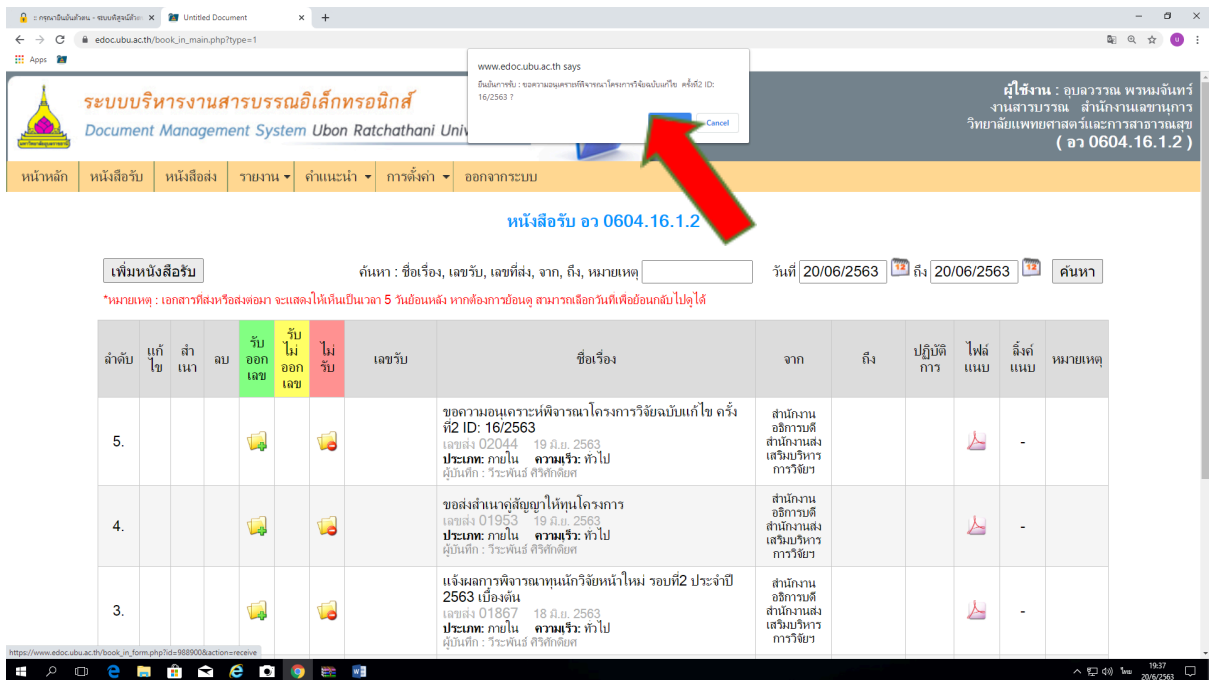 :: กรุณายืนยันตัวตน - ระบบพิสูจน์ตัวตน
Untitled Document
edoc.ubu.ac.th/book_in_main.php?type=1
Apps
www.edoc.ubu.ac.th says
ยืนยันการรับ : ขอความอนุเคราะห์พิจารณาโครงการวิจัยฉบับแก้ไข ครั้งที่2 ID:
16/2563 ?
Cancel
ระบบบริหารงานสารบรรณอิเล็กทรอนิกส์
Document Management System Ubon Ratchathani
ผู้ใช้งาน : อุบลวรรณ พรหมจันทร์
งานสารบรรณ สำนักงานเลขานุการ
วิทยาลัยแพทยศาสตร์และการสาธารณสุข
( อว 0604.16.1.2 )
หน้าหลัก หนังสือรับ หนังสือส่ง รายงาน คำแนะนำ การตั้งค่า ออกจากระบบ
หนังสือรับ อว 0604.16.1.2
เพิ่มหนังสือรับ ค้นหา : ชื่อเรื่อง, เลขรับ, เลขที่ส่ง, จาก, ถึง, หมายเหตุ วันที่ 20/06/2563 ถึง 20/06/2563 ค้นหา
*หมายเหตุ : เอกสารที่ส่งหรือส่งต่อมา จะแสดงให้เห็นเป็นเวลา 5 วันย้อนหลัง หากต้องการย้อนดู สามารถเลือกวันที่เพื่อย้อนกลับไปดูได้
ลำดับ แก้ไข สำเนา ลบ รับออกเลข รับไม่ออกเลข ไม่รับ เลขรับ ชื่อเรื่อง จาก ถึง ปฏิบัติการ ไฟล์แนบ ลิ้งค์แนบ หมายเหตุ
5.
ขอความอนุเคราะห์พิจารณาโครงการวิจัยฉบับแก้ไข ครั้ง
ที่2 ID: 16/2563
เลขส่ง 02044 19 มิ.ย. 2563
ประเภท: ภายใน ความเร็ว: ทั่วไป
ผู้บันทึก : วีระพันธ์ ศิริศักดิ์ยศ
สำนักงาน
อธิการบดี
สำนักงานส่ง
เสริมบริหาร
การวิจัยฯ
-
4.
ขอส่งสำเนาคู่สัญญาให้ทุนโครงการ
เลขส่ง 01953 19 มิ.ย. 2563
ประเภท: ภายใน ความเร็ว: ทั่วไป
ผู้บันทึก : วีระพันธ์ ศิริศักดิ์ยศ
สำนักงาน
อธิการบดี
สำนักงานส่ง
เสริมบริหาร
การวิจัยฯ
-
3.
แจ้งผลการพิจารณาทุนนักวิจัยหน้าใหม่ รอบที่2 ประจำปี
2563 เบื้องต้น
เลขส่ง 01867 18 มิ.ย. 2563
ประเภท: ภายใน ความเร็ว: ทั่วไป
ผู้บันทึก : วีระพันธ์ ศิริศักดิ์ยศ
สำนักงาน
อธิการบดี
สำนักงานส่ง
เสริมบริหาร
การวิจัยฯ
-
https://www.edoc.ubu.ac.th/book_in_form.php?id=988900&action=receive
ไทย
19:37
20/6/2563